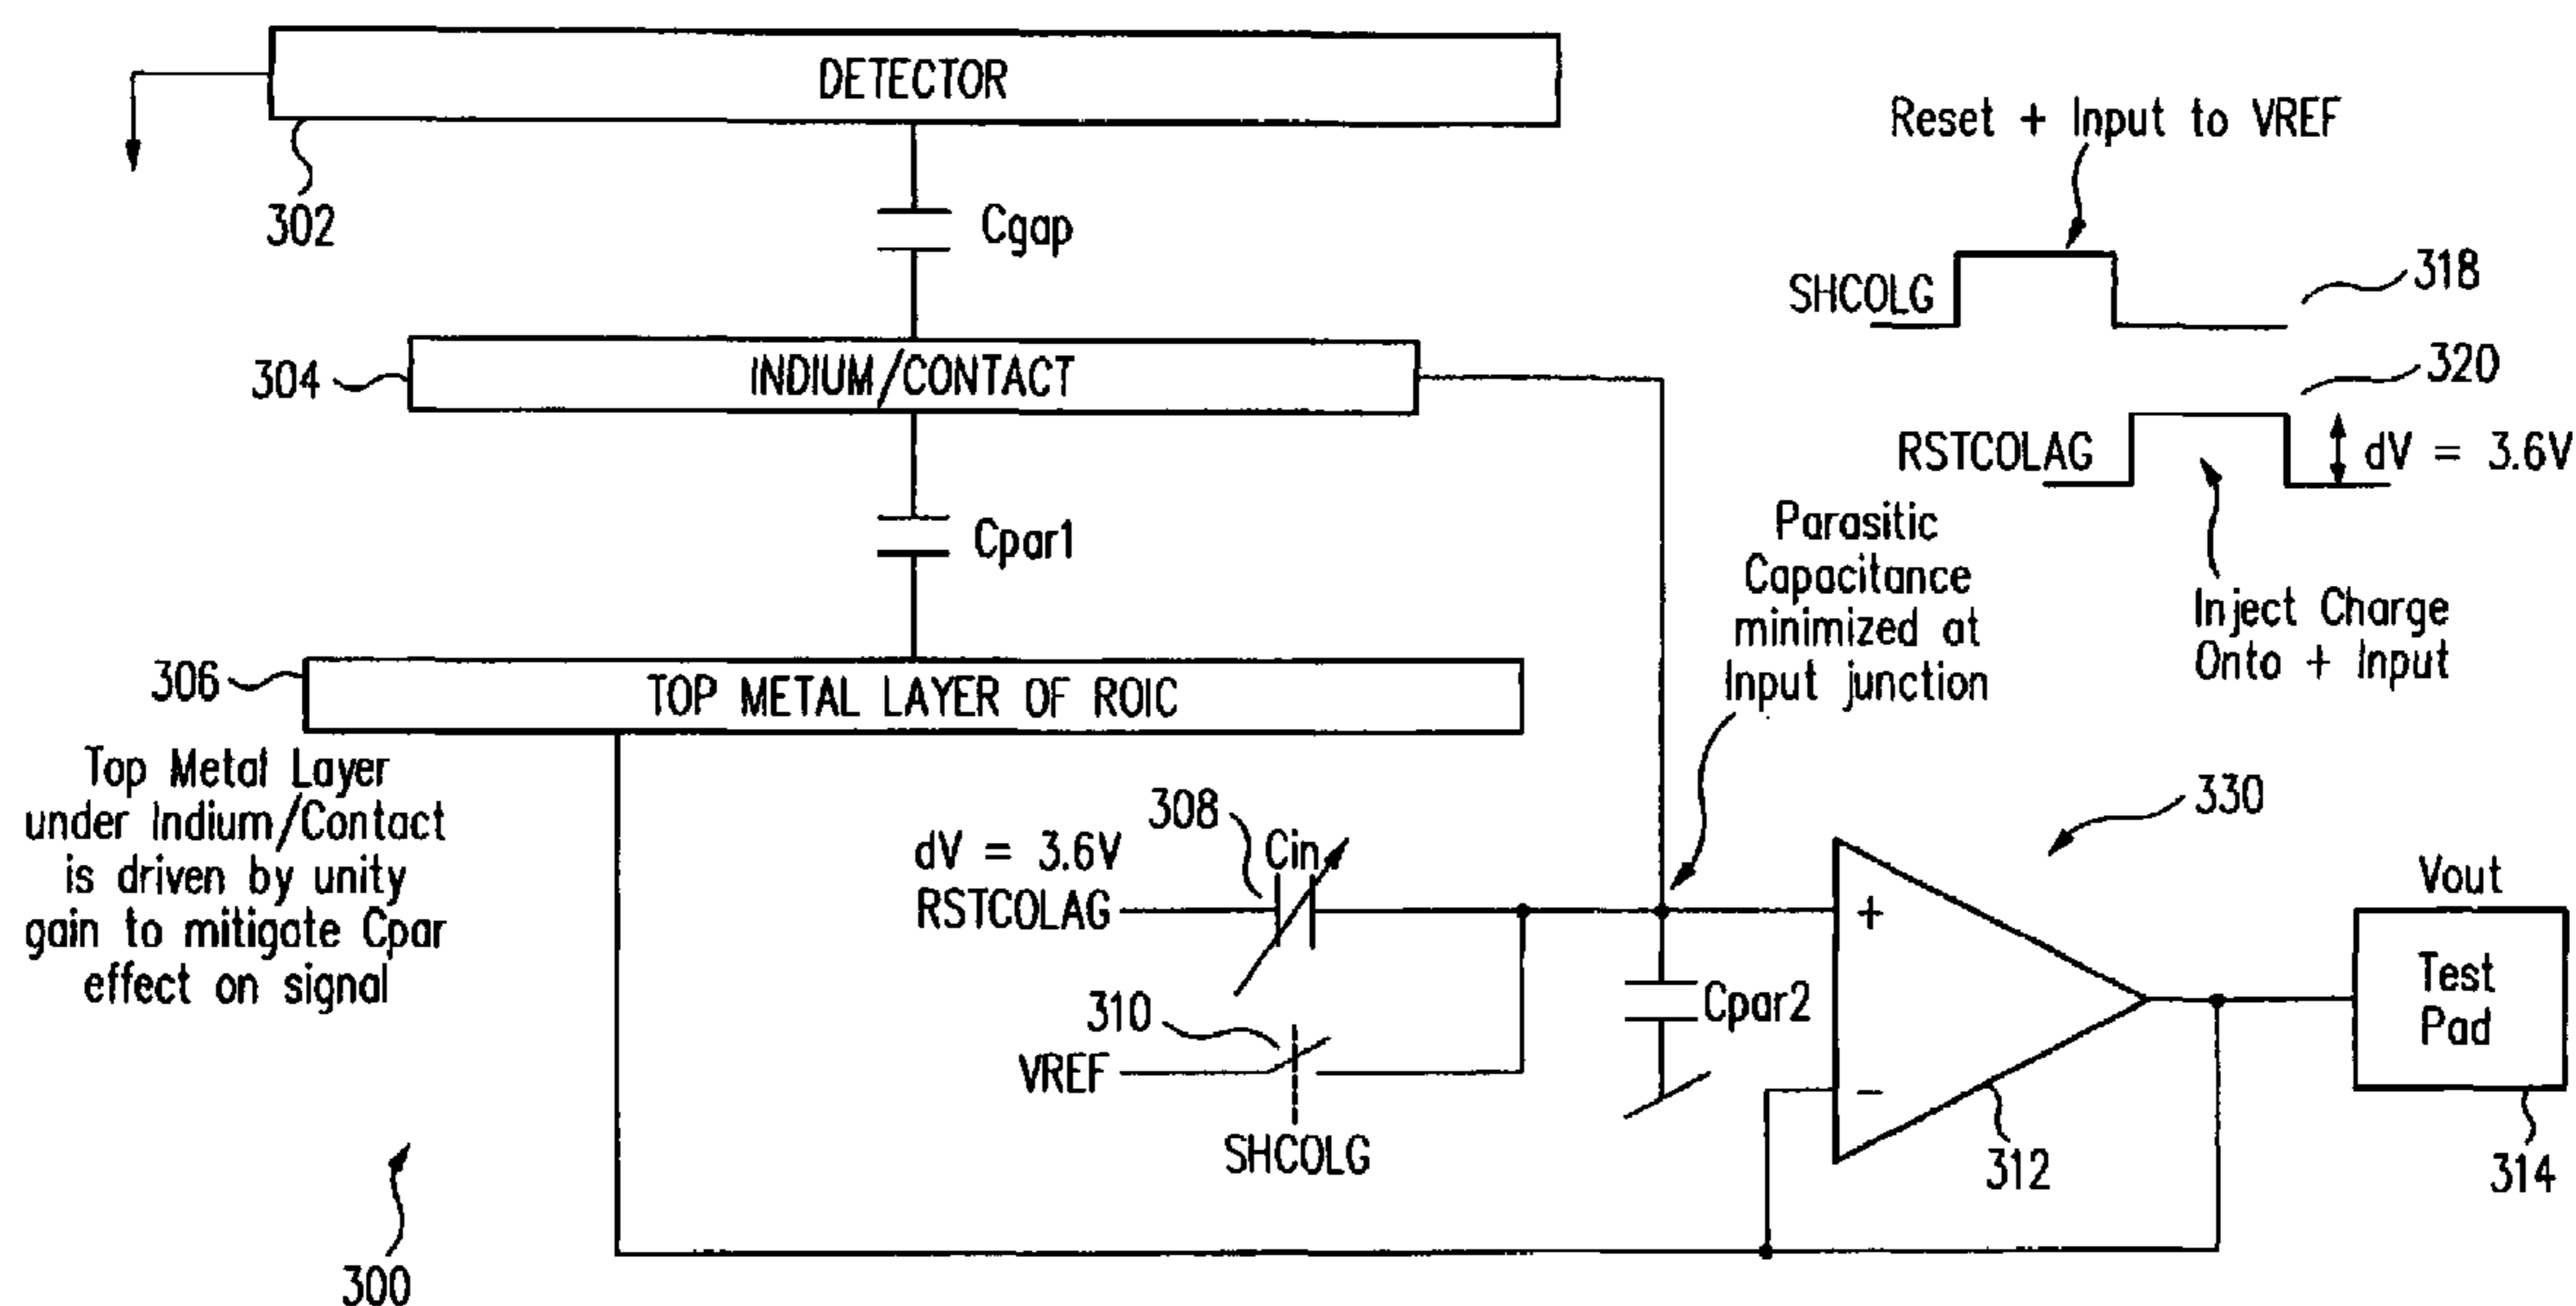 DETECTOR
302
Cgap
Reset + Input to VREF
SHCOLG
318
304
INDIUM/CONTACT
320
RSTCOLAG
dV = 3.6V
Cpar1
Parasitic
Capacitance
minimized at
Input junction
Inject Charge
Onto + Input
306
TOP METAL LAYER OF ROIC
Top Metal Layer
under Indium/Contact
is driven by unity
gain to mitigate Cpar
effect on signal
308
Cin
dV = 3.6V
RSTCOLAG
330
+
Vout
Test
Pad
310
VREF
Cpar2
-
SHCOLG
312
314
300